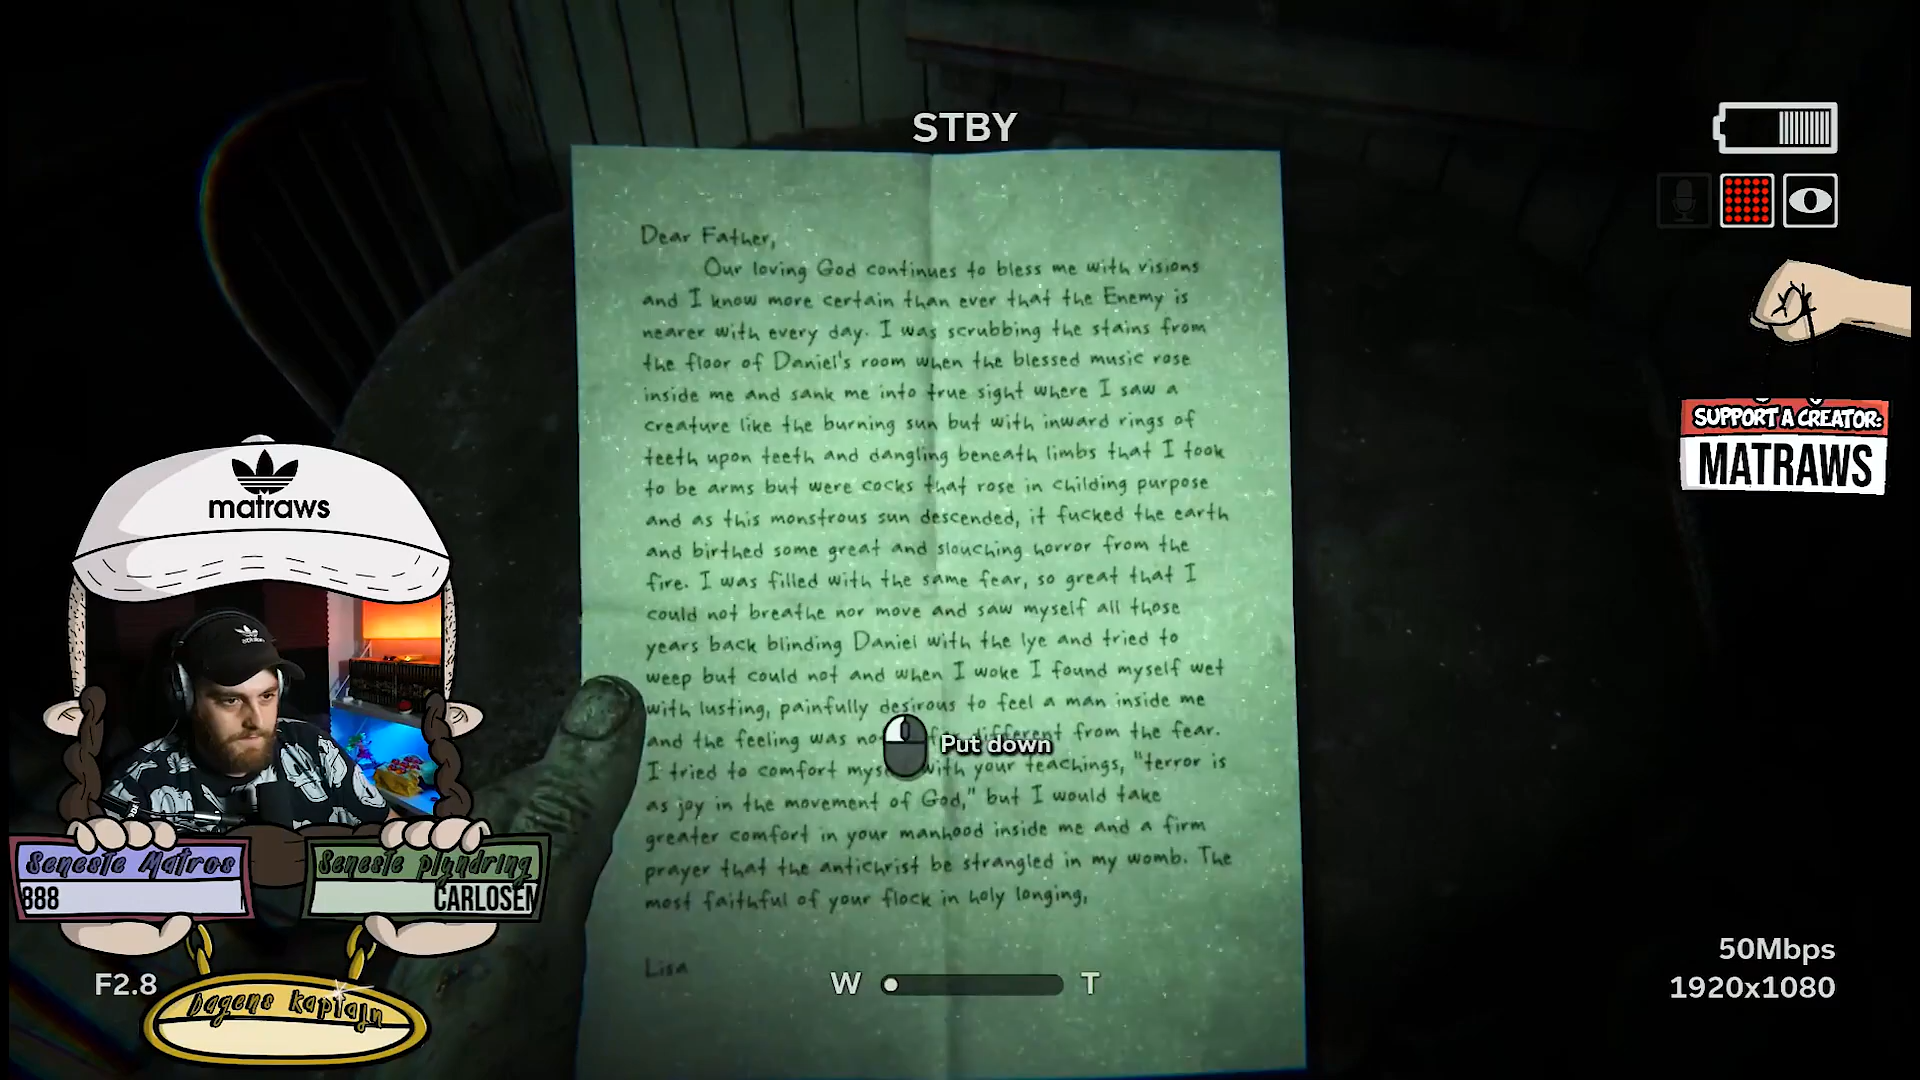 STBY
Dear Father,
Our loving God continues to bless me with visions
and I know more certain than ever that the Enemy is
nearer with every day. I was scrubbing the stains from
the floor of Daniel's room when the blessed music rose
inside me and sank me into true sight where I saw a
creature like the burning sun but with inward rings of
teeth upon teeth and dangling beneath limbs that I took
to be arms but were cocks that rose in childing purpose
and as this monstrous sun descended, it fucked the earth
and birthed some great and slouching horror from the
fire. I was filled with the same fear, so great that I
could not breathe nor move and saw myself all those
years back blinding Daniel with the lye and tried to
weep but could not and when I woke I found myself wet
with lusting, painfully desirous to feel a man inside me
and the feeling was different from the fear.
I tried to comfort with your teachings, "terror is
as joy in the movement of God," but I would take
greater comfort in your manhood inside me and a firm
prayer that the antichrist be strangled in my womb. The
most faithful of your flock in holy longing,
Lisa
Put down
SUPPORT A CREATOR:
MATRAWS
matraws
Seneste Matros
888
Seneste plyndring
CARLOSEM
Dagens kaptajn
F2.8
W
T
50Mbps
1920x1080